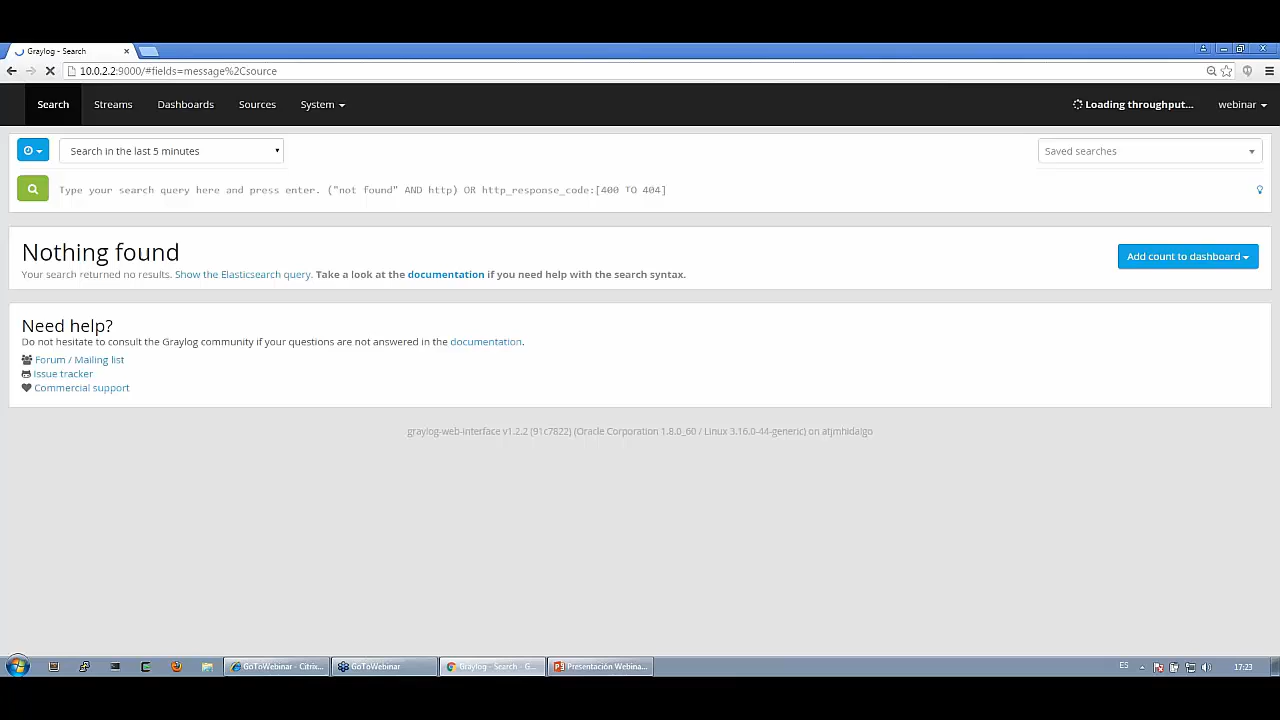 Graylog - Search
10.0.2.2:9000/#fields=message%2Csource
Search Streams Dashboards Sources System Loading throughput... webinar
Search in the last 5 minutes Saved searches
Type your search query here and press enter. ("not found" AND http) OR http_response_code:[400 TO 404]
Nothing found
Add count to dashboard
Your search returned no results. Show the Elasticsearch query. Take a look at the documentation if you need help with the search syntax.
Need help?
Do not hesitate to consult the Graylog community if your questions are not answered in the documentation.
Forum / Mailing list
Issue tracker
Commercial support
graylog-web-interface v1.2.2 (91c7822) (Oracle Corporation 1.8.0_60 / Linux 3.16.0-44-generic) on atjmhidalgo
GoToWebinar - Citrix... GoToWebinar Graylog - Search - G... Presentación Webina... ES 17:23